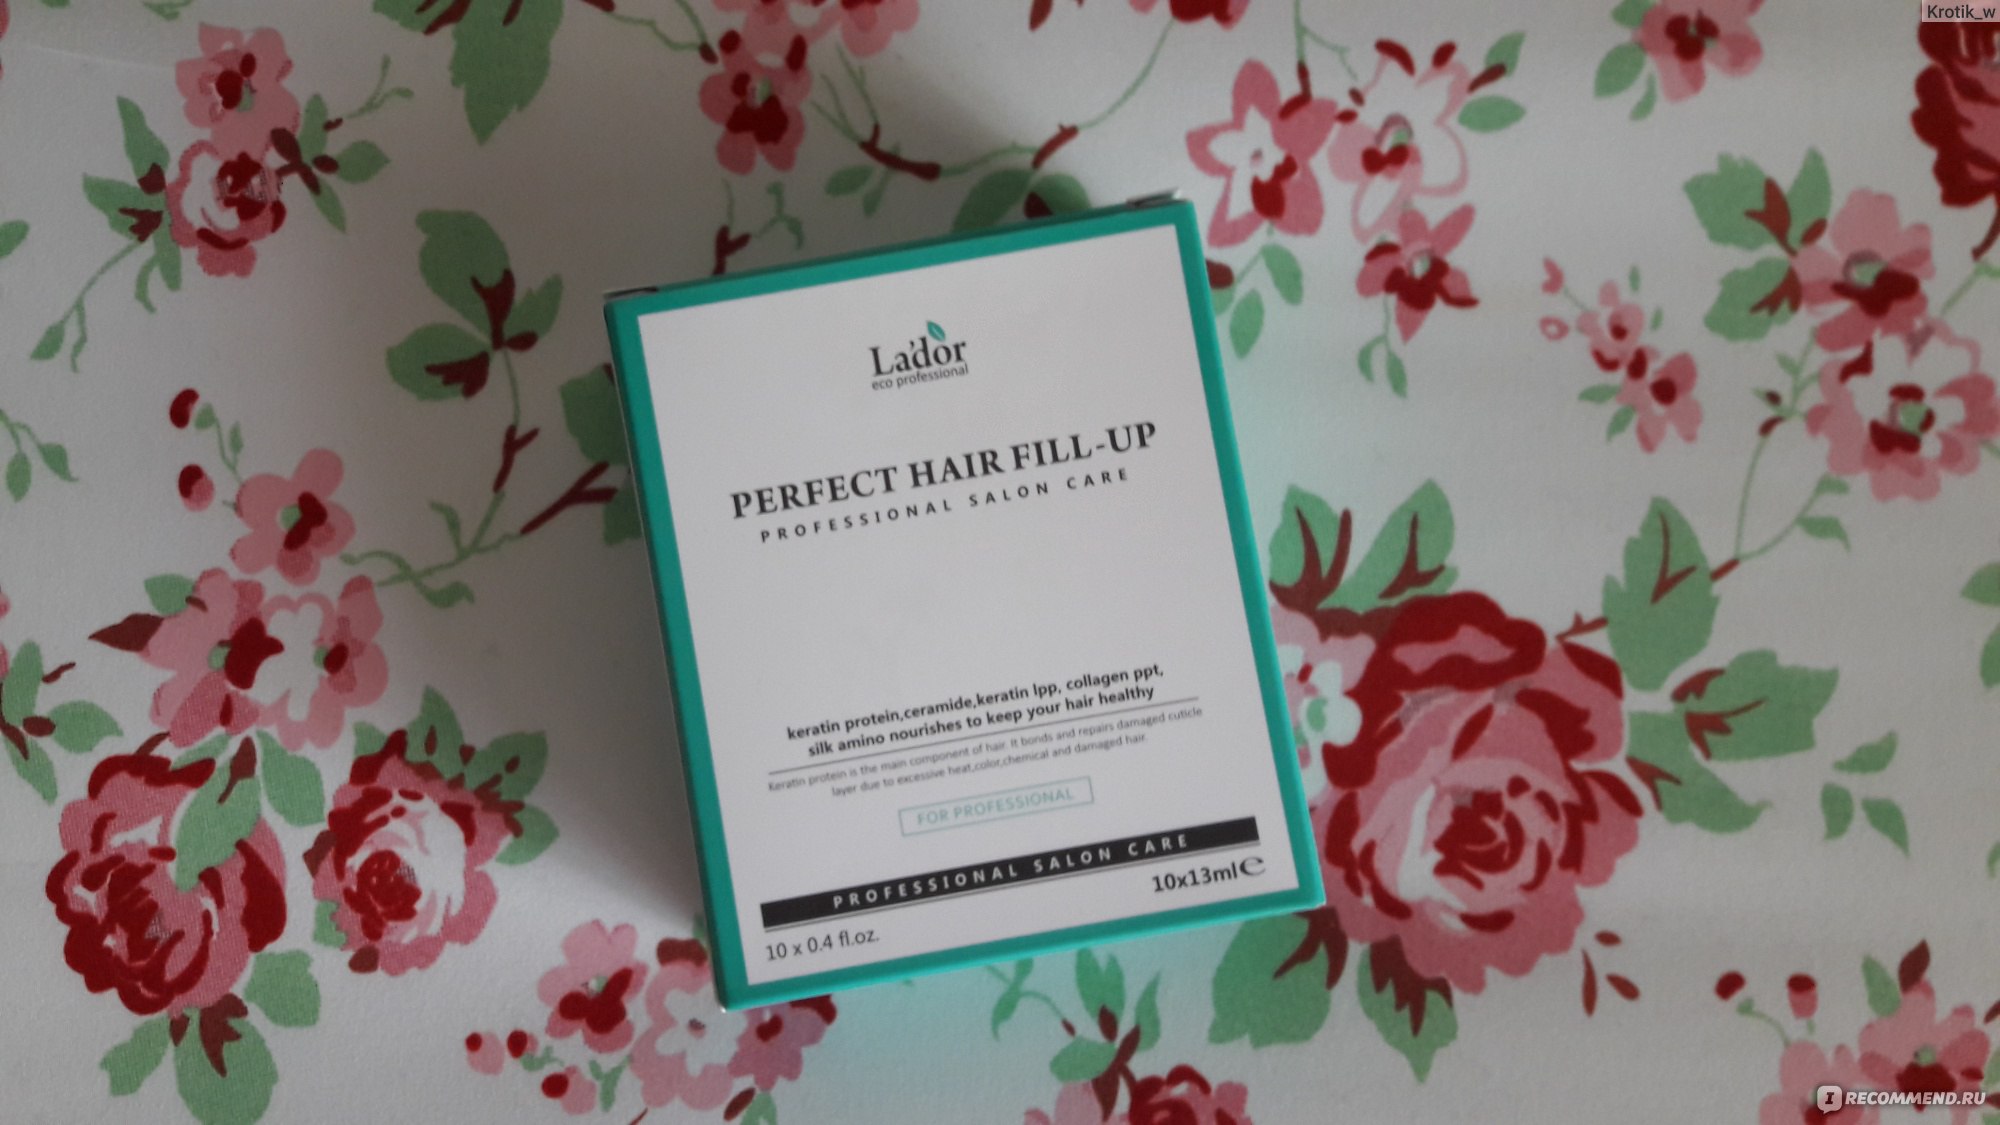 Krotik_w
La'dor
eco professional
PERFECT HAIR FILL-UP
PROFESSIONAL SALON CARE
keratin protein,ceramide,keratin lpp, collagen ppt,
silk amino nourishes to keep your hair healthy
Keratin protein is the main component of hair. It bonds and repairs damaged cuticle
layer due to excessive heat,color,chemical and damaged hair.
FOR PROFESSIONAL
PROFESSIONAL SALON CARE
10x13ml℮
10 x 0.4 fl.oz.
IRECOMMEND.RU